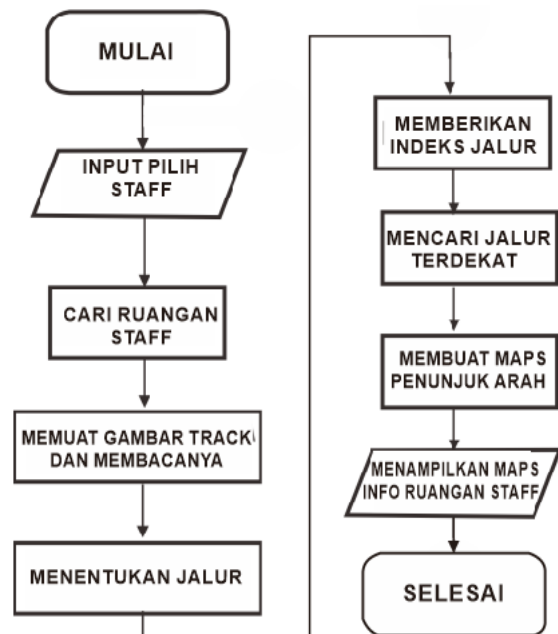 MULAI
INPUT PILIH
STAFF
CARI RUANGAN
STAFF
MEMUAT GAMBAR TRACK
DAN MEMBACANYA
MENENTUKAN JALUR
MEMBERIKAN
INDEKS JALUR
MENCARI JALUR
TERDEKAT
MEMBUAT MAPS
PENUNJUK ARAH
MENAMPILKAN MAPS
INFO RUANGAN STAFF
SELESAI